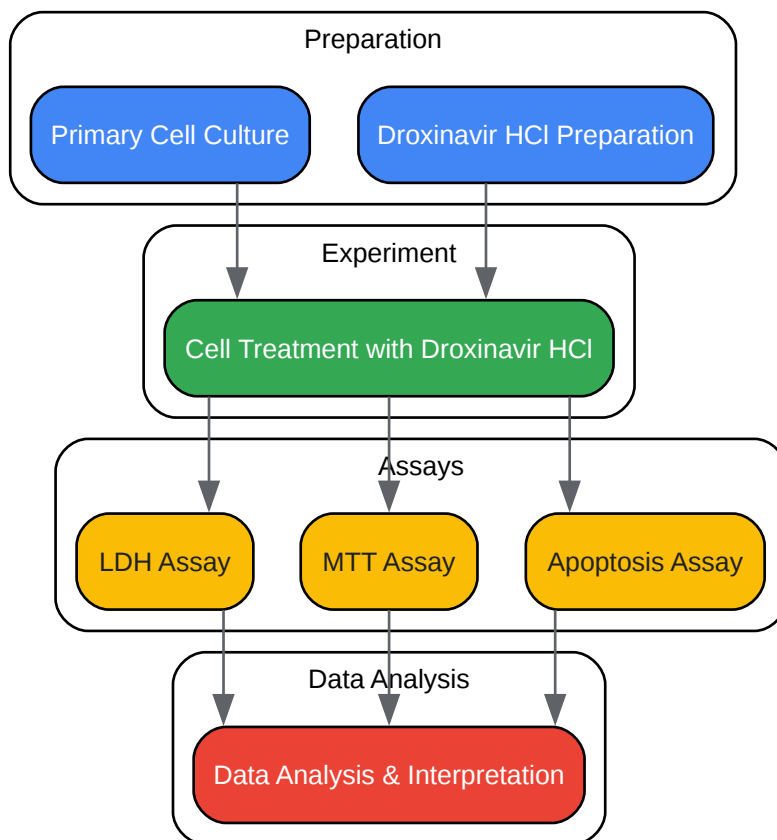 Preparation
Primary Cell Culture
Droxinavir HCl Preparation
Experiment
Cell Treatment with Droxinavir HCl
Assays
LDH Assay
MTT Assay
Apoptosis Assay
Data Analysis
Data Analysis & Interpretation